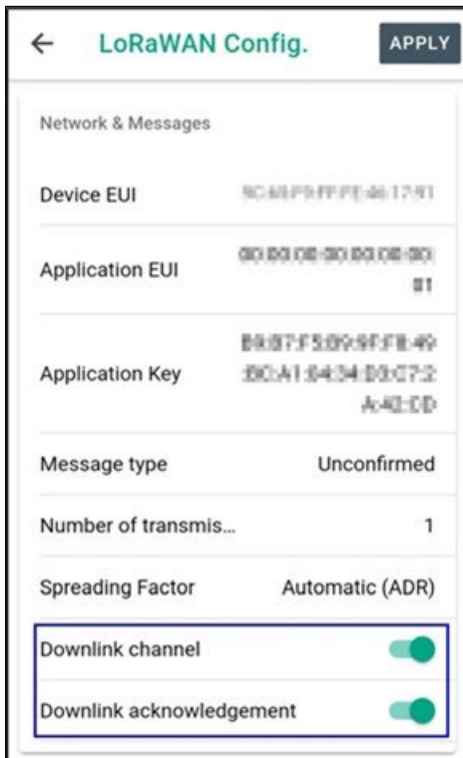 ← LoRaWAN Config. APPLY
Network & Messages
Device EUI
Application EUI
Application Key
Message type Unconfirmed
Number of transmis... 1
Spreading Factor Automatic (ADR)
Downlink channel
Downlink acknowledgement